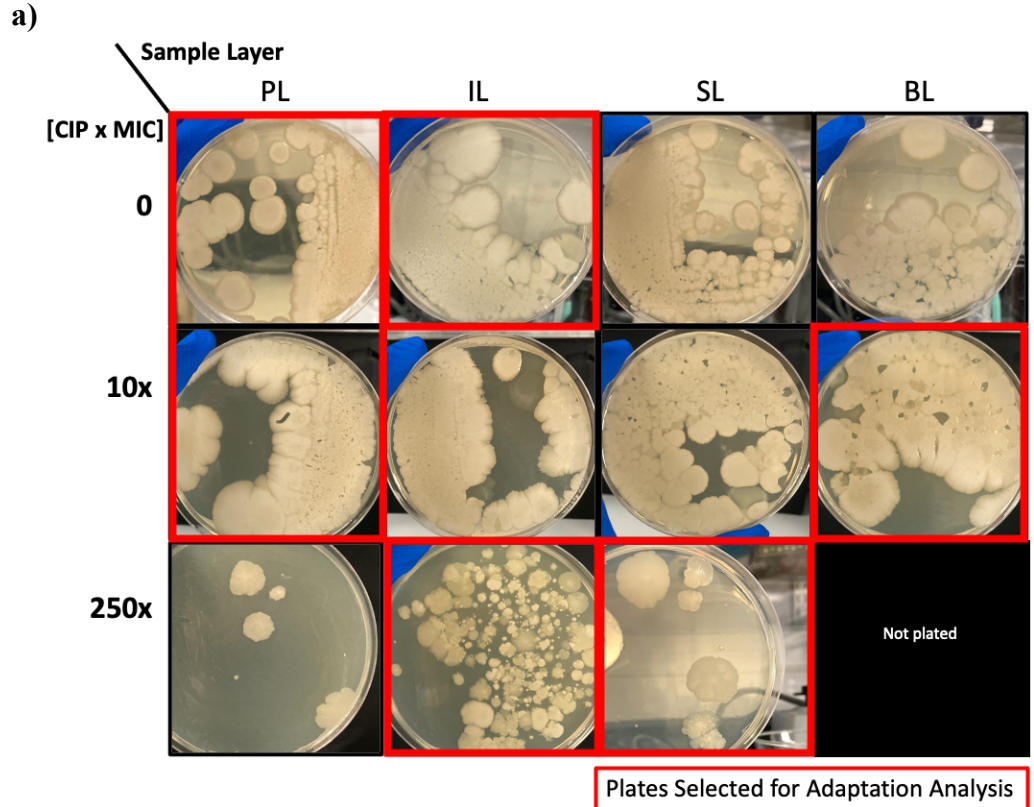 a)
Sample Layer
PL IL SL BL
[CIP x MIC]
0
10x
250x
Not plated
Plates Selected for Adaptation Analysis